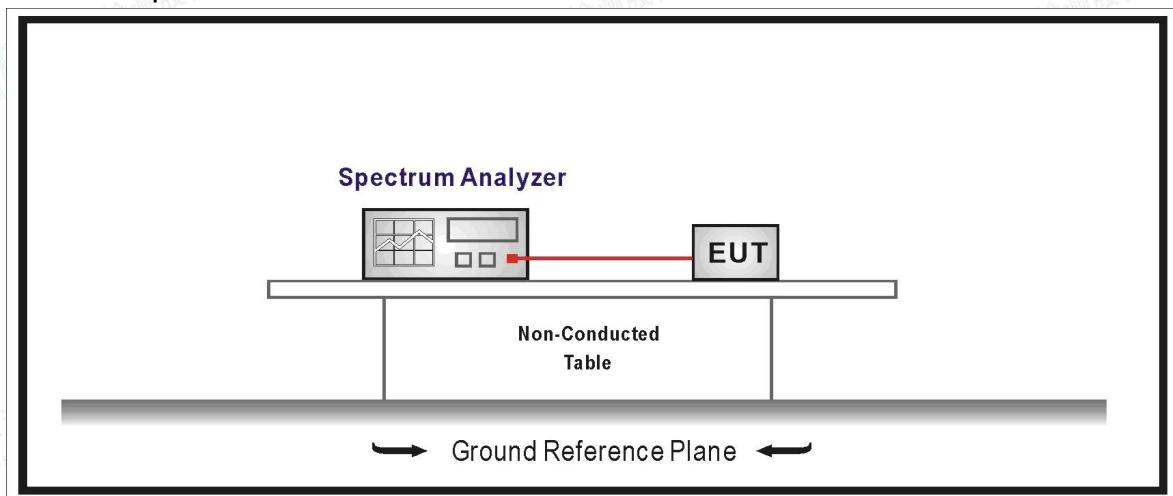 Spectrum Analyzer
EUT
Non-Conducted
Table
Ground Reference Plane